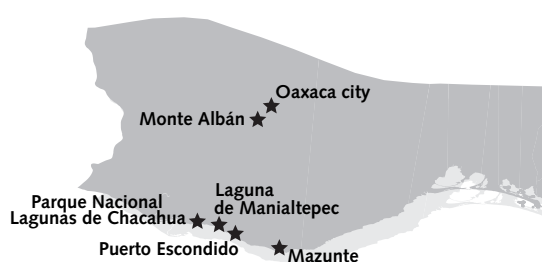 Oaxaca city
Monte Albán
Laguna
de Manialtepec
Parque Nacional
Lagunas de Chacahua
Puerto Escondido
Mazunte